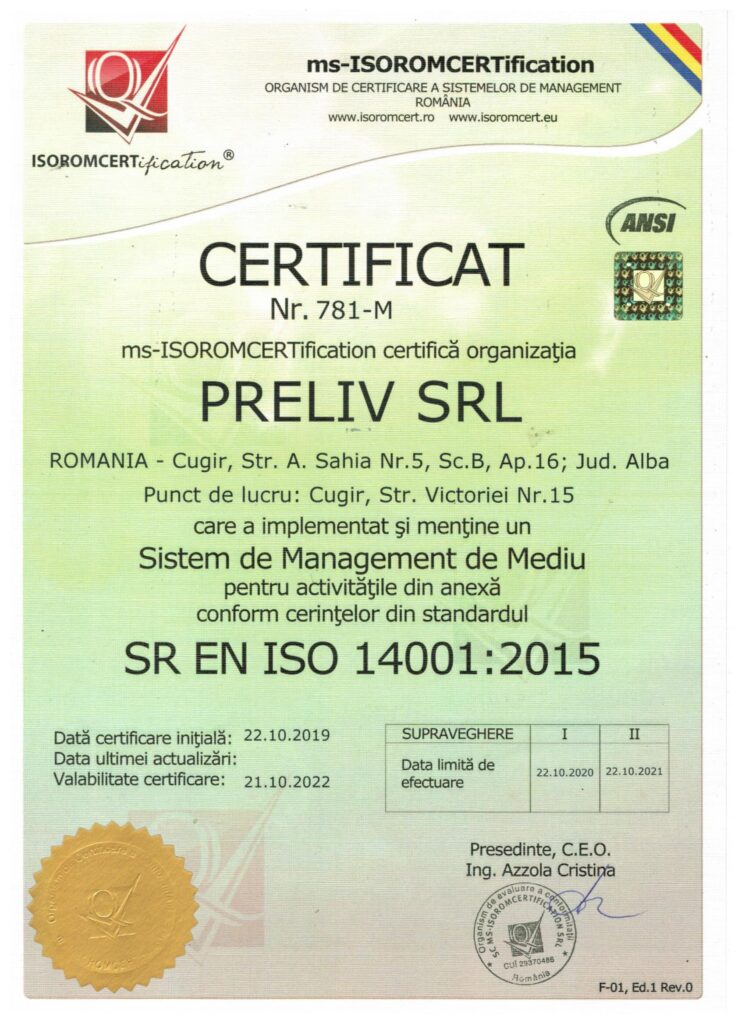 ISOROMCERTification®
ms-ISOROMCERTification
ORGANISM DE CERTIFICARE A SISTEMELOR DE MANAGEMENT
ROMÂNIA
www.isoromcert.ro www.isoromcert.eu
ANSI
CERTIFICAT
Nr. 781-M
ms-ISOROMCERTification certifică organizaţia
PRELIV SRL
ROMANIA - Cugir, Str. A. Sahia Nr.5, Sc.B, Ap.16; Jud. Alba
Punct de lucru: Cugir, Str. Victoriei Nr.15
care a implementat şi menţine un
Sistem de Management de Mediu
pentru activităţile din anexă
conform cerinţelor din standardul
SR EN ISO 14001:2015
Dată certificare iniţială: 22.10.2019
Data ultimei actualizări:
Valabilitate certificare: 21.10.2022
SUPRAVEGHERE I II
Data limită de efectuare 22.10.2020 22.10.2021
Presedinte, C.E.O.
Ing. Azzola Cristina
Organism de evaluare a conformitatii
SC MS-ISOROMCERTIFICATION SRL
CUI 29370486
România
F-01, Ed.1 Rev.0